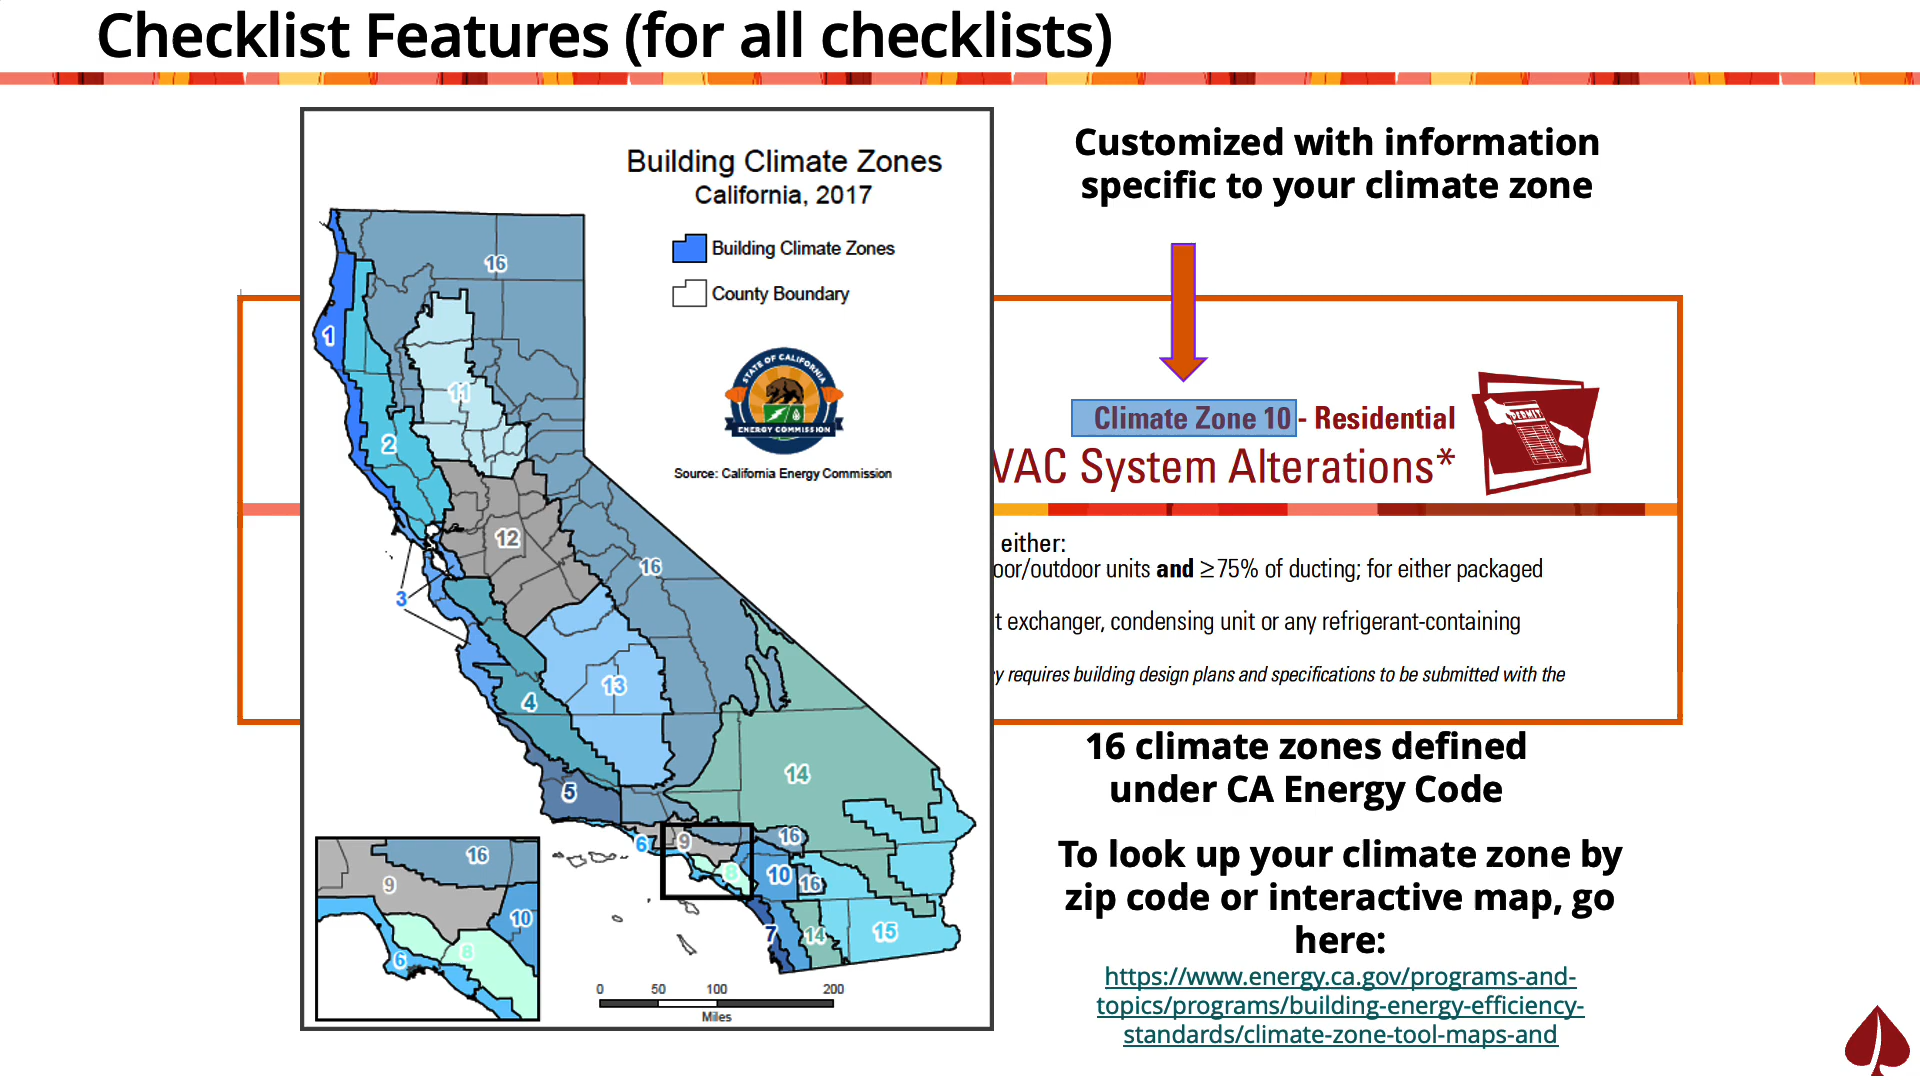 Checklist Features (for all checklists)
Building Climate Zones
California, 2017
Building Climate Zones
County Boundary
STATE OF CALIFORNIA
ENERGY COMMISSION
Source: California Energy Commission
16
1
11
2
12
16
3
13
4
14
5
16
6
9
8
10
16
7
14
15
16
9
10
8
6
0 50 100 200
Miles
Customized with information
specific to your climate zone
Climate Zone 10 - Residential
VAC System Alterations*
PERMIT
either:
oor/outdoor units and ≥75% of ducting; for either packaged
t exchanger, condensing unit or any refrigerant-containing
y requires building design plans and specifications to be submitted with the
16 climate zones defined
under CA Energy Code
To look up your climate zone by
zip code or interactive map, go
here:
https://www.energy.ca.gov/programs-and-
topics/programs/building-energy-efficiency-
standards/climate-zone-tool-maps-and